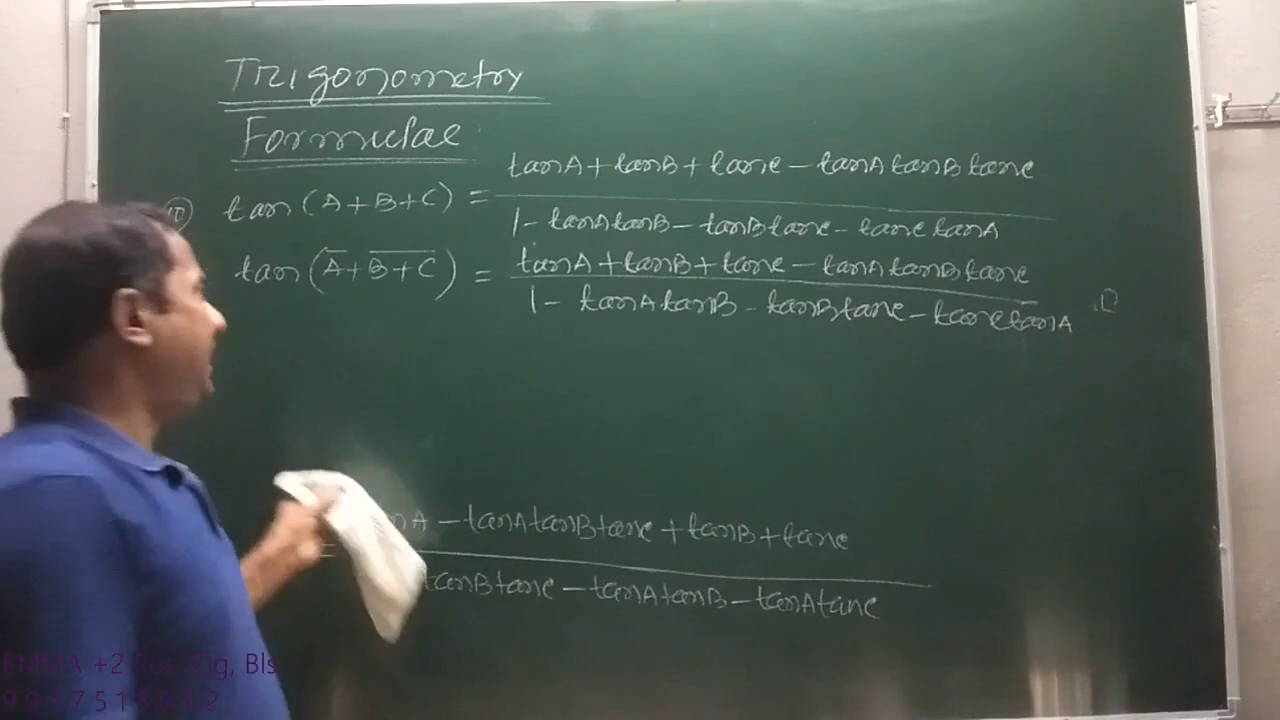 Trigonometry
Formulae
tan (A+B+C) = tanA + tanB + tanC - tanA tanB tanC
1 - tanA tanB - tanB tanC - tanC tanA
tan (A + B+C) = tanA + tanB + tanC - tanA tanB tanC
1 - tanA tanB - tanB tanC - tanC tanA
= A - tanA tanB tanC + tanB + tanC
tanB tanC - tanA tanB - tanA tanC
EMMA +2 Rus, Clg, Bls